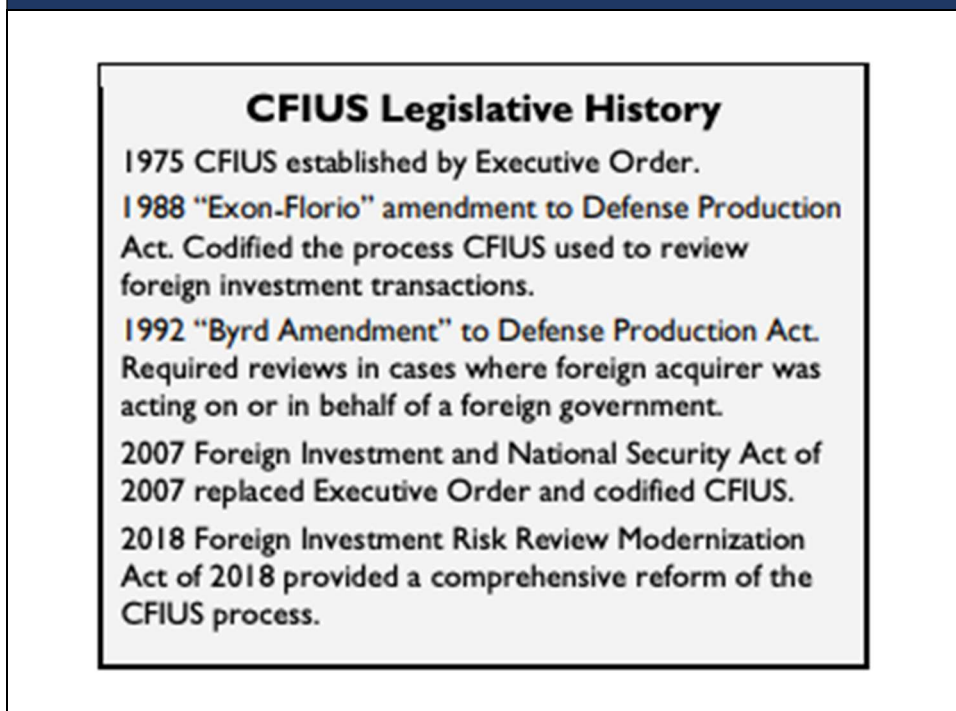 CFIUS Legislative History
1975 CFIUS established by Executive Order.
1988 “Exon-Florio” amendment to Defense Production
Act. Codified the process CFIUS used to review
foreign investment transactions.
1992 “Byrd Amendment” to Defense Production Act.
Required reviews in cases where foreign acquirer was
acting on or in behalf of a foreign government.
2007 Foreign Investment and National Security Act of
2007 replaced Executive Order and codified CFIUS.
2018 Foreign Investment Risk Review Modernization
Act of 2018 provided a comprehensive reform of the
CFIUS process.